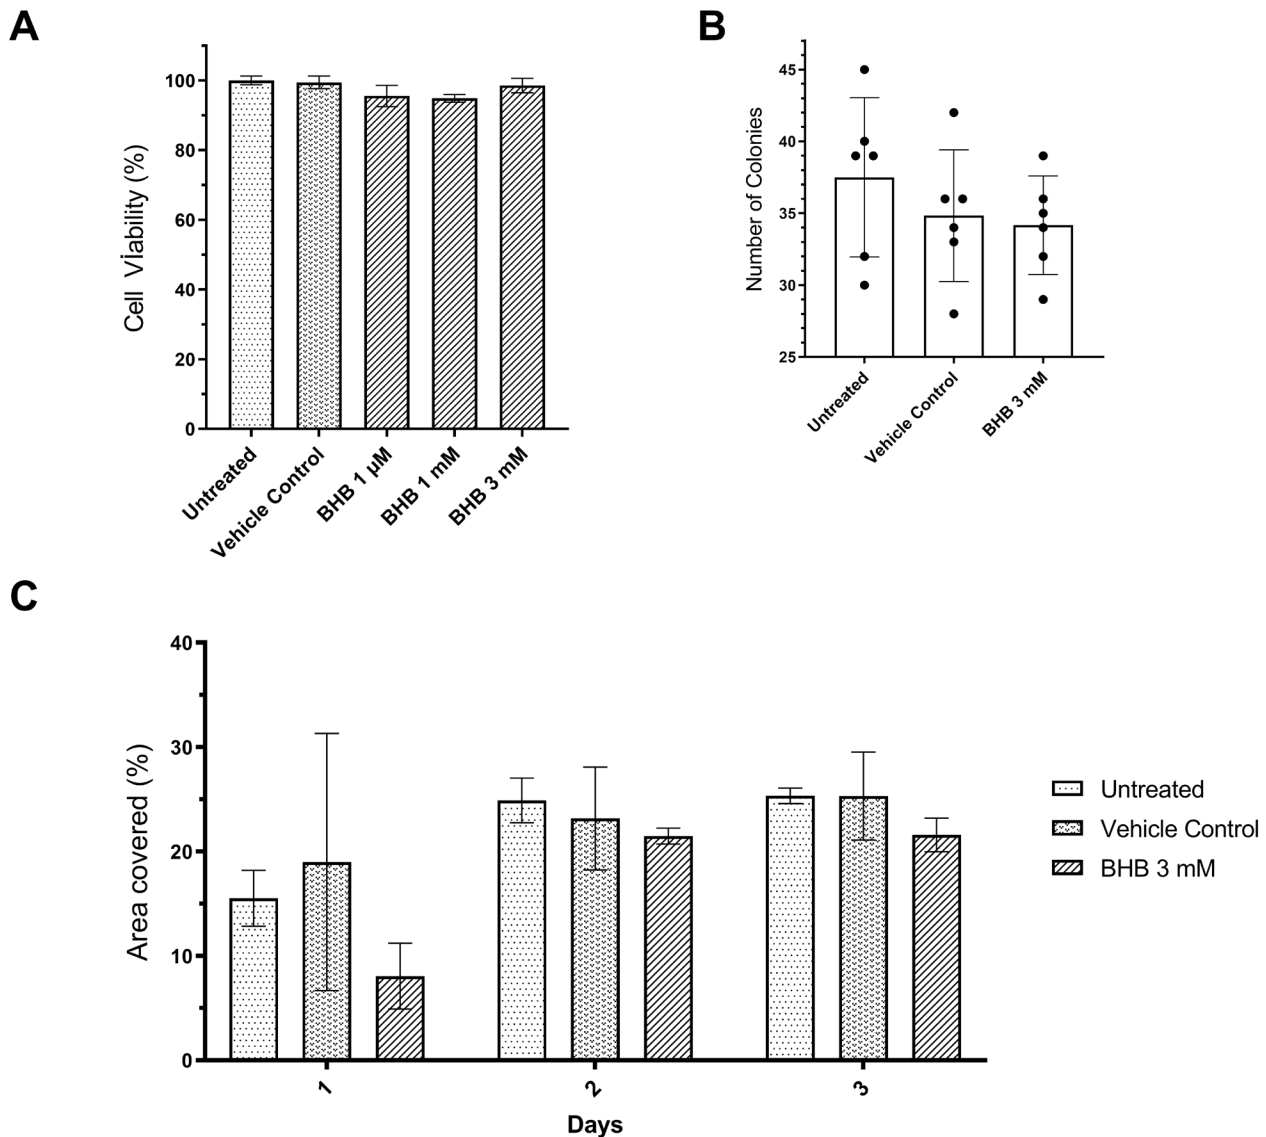 A
Cell Viability (%)
100
80
60
40
20
0
Untreated
Vehicle Control
BHB 1 μM
BHB 1 mM
BHB 3 mM
B
Number of Colonies
45
40
35
30
25
Untreated
Vehicle Control
BHB 3 mM
C
Area covered (%)
40
30
20
10
0
1
2
3
Days
Untreated
Vehicle Control
BHB 3 mM